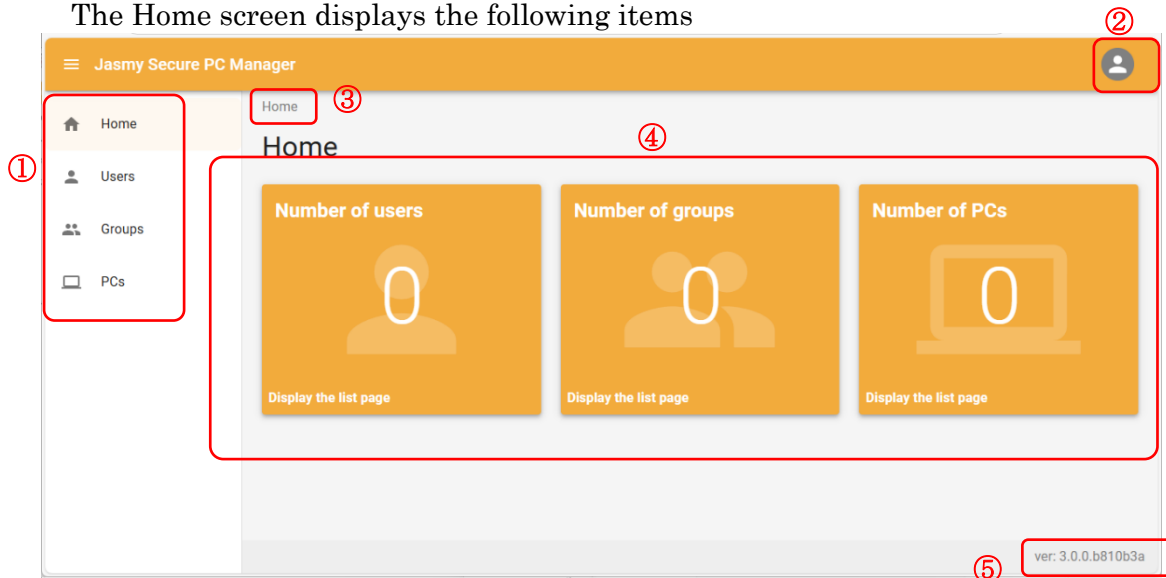 The Home screen displays the following items
②
Jasmy Secure PC Manager
Home ③
Home
④
①
Home
Users
Groups
PCs
Number of users
0
Display the list page
Number of groups
0
Display the list page
Number of PCs
0
Display the list page
ver: 3.0.0.b810b3a
⑤